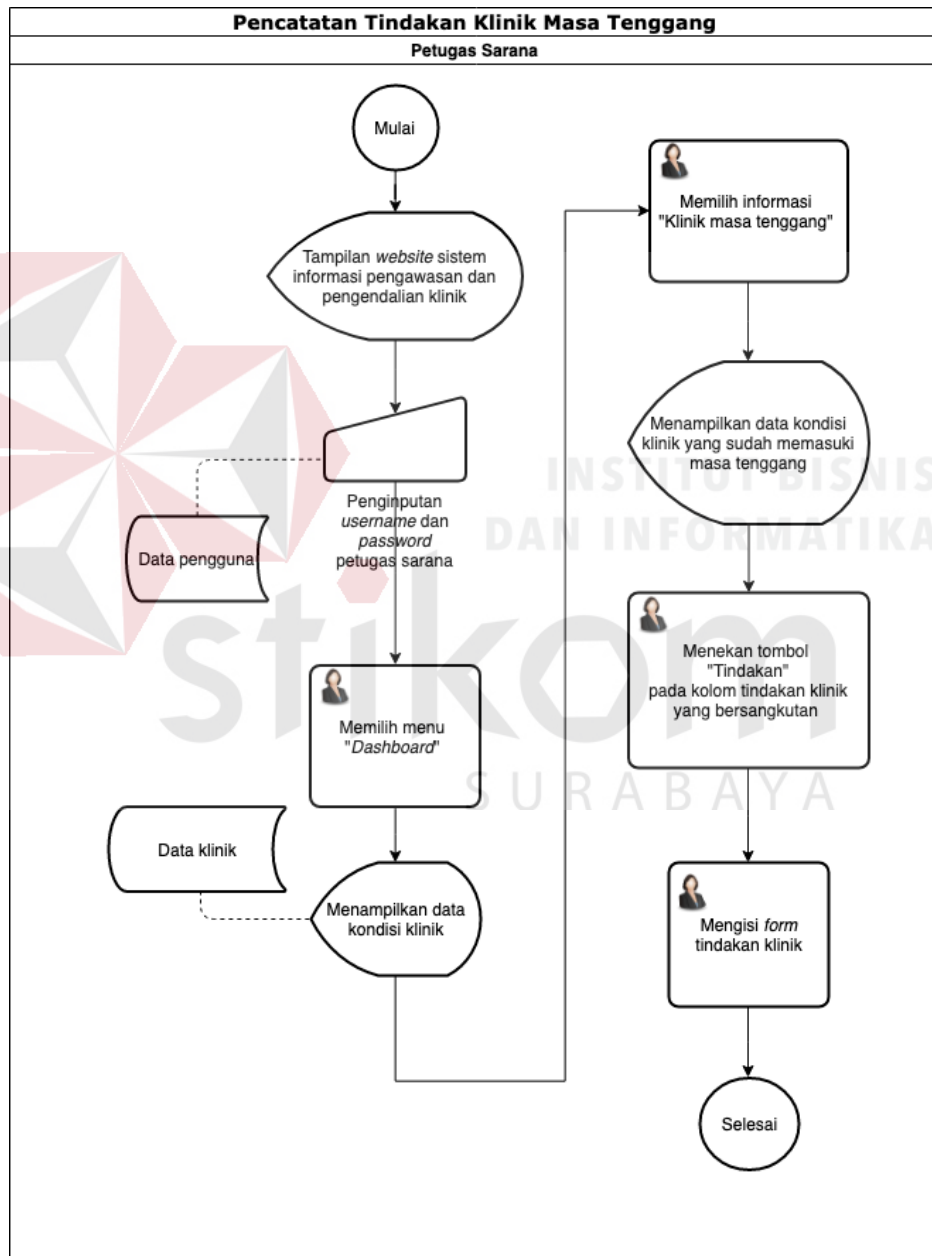 Pencatatan Tindakan Klinik Masa Tenggang
Petugas Sarana
Mulai
Tampilan website sistem
informasi pengawasan dan
pengendalian klinik
Penginputan
username dan
password
petugas sarana
Data pengguna
Memilih menu
"Dashboard"
Data klinik
Menampilkan data
kondisi klinik
Memilih informasi
"Klinik masa tenggang"
Menampilkan data kondisi
klinik yang sudah memasuki
masa tenggang
Menekan tombol
"Tindakan"
pada kolom tindakan klinik
yang bersangkutan
Mengisi form
tindakan klinik
Selesai
INSTITUT BISNIS
DAN INFORMATIKA
stikom
SURABAYA